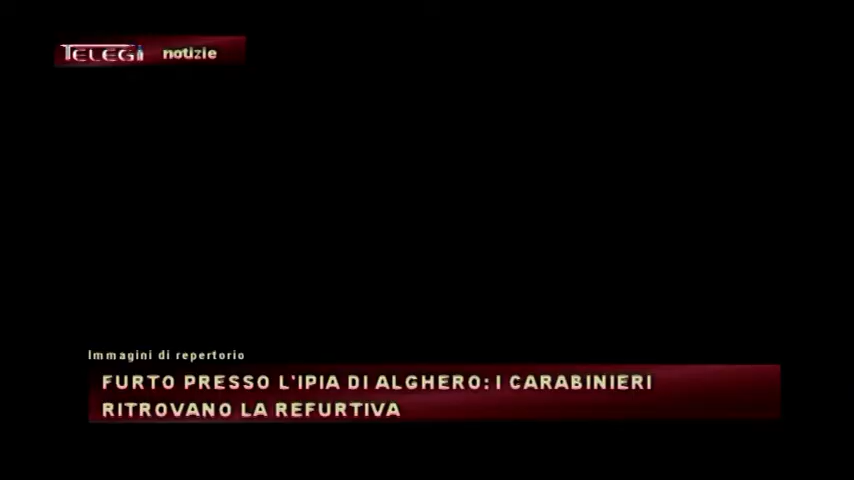 TELEGI notizie
Immagini di repertorio
FURTO PRESSO L'IPIA DI ALGHERO: I CARABINIERI
RITROVANO LA REFURTIVA